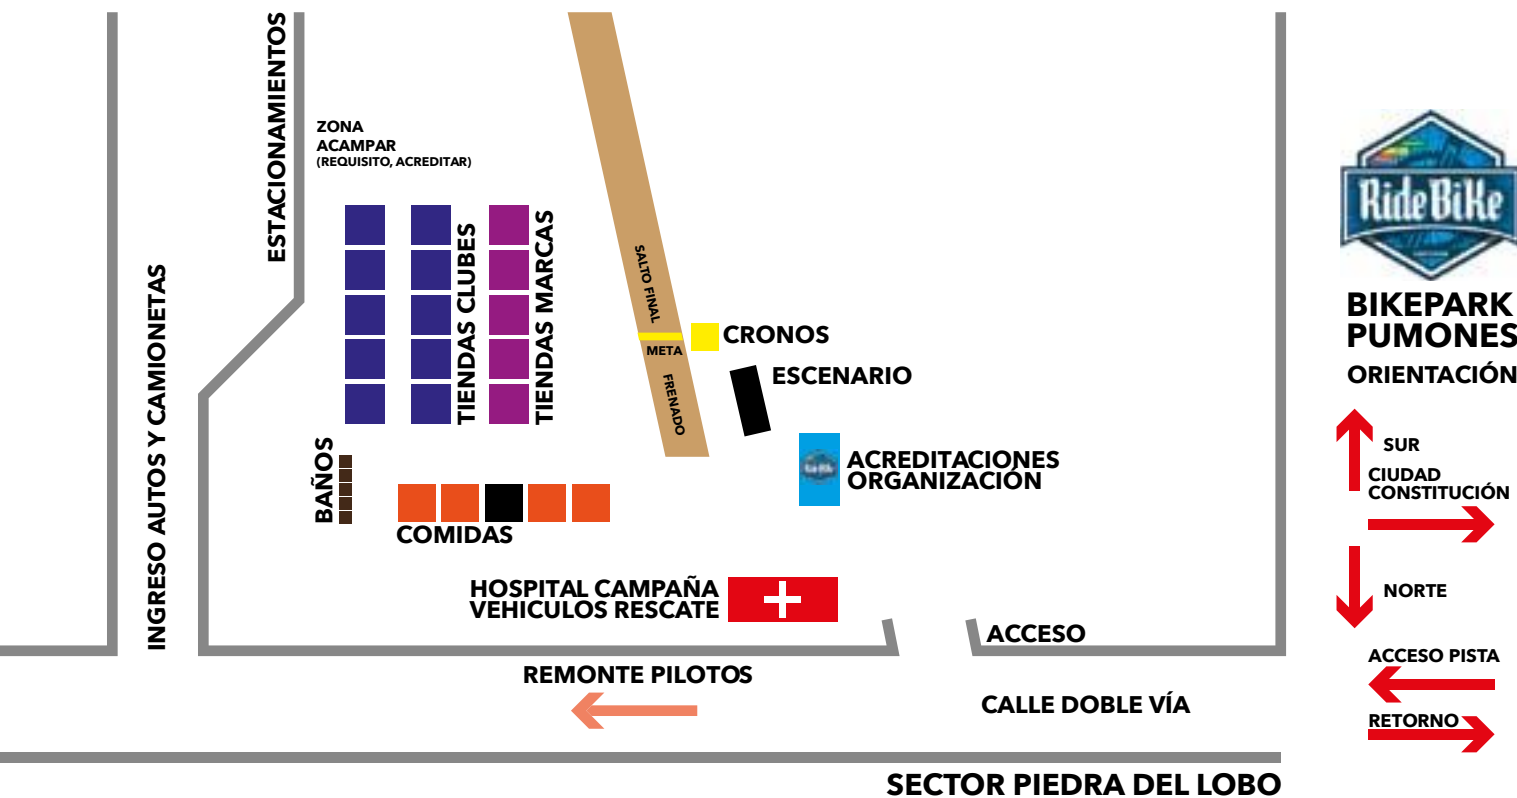 ESTACIONAMIENTOS
ZONA
ACAMPAR
(REQUISITO, ACREDITAR)
INGRESO AUTOS Y CAMIONETAS
TIENDAS CLUBES
TIENDAS MARCAS
SALTO FINAL
META
FRENADO
CRONOS
ESCENARIO
ACREDITACIONES
ORGANIZACIÓN
BAÑOS
COMIDAS
HOSPITAL CAMPAÑA
VEHICULOS RESCATE
ACCESO
REMONTE PILOTOS
CALLE DOBLE VÍA
SECTOR PIEDRA DEL LOBO
RideBiKe
BIKEPARK
PUMONES
ORIENTACIÓN
SUR
CIUDAD
CONSTITUCIÓN
NORTE
ACCESO PISTA
RETORNO